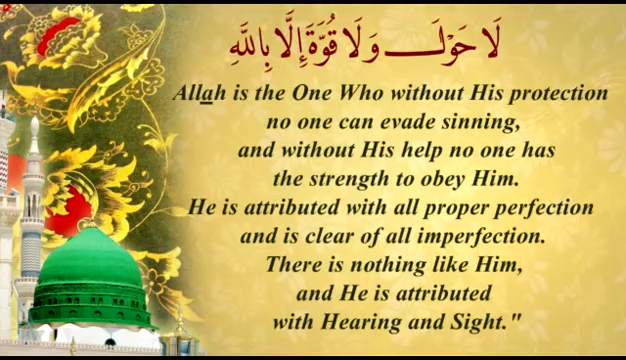 لَا حَوْلَ وَلَا قُوَّةَ إِلَّا بِاللَّهِ
Allah is the One Who without His protection
no one can evade sinning,
and without His help no one has
the strength to obey Him.
He is attributed with all proper perfection
and is clear of all imperfection.
There is nothing like Him,
and He is attributed
with Hearing and Sight."